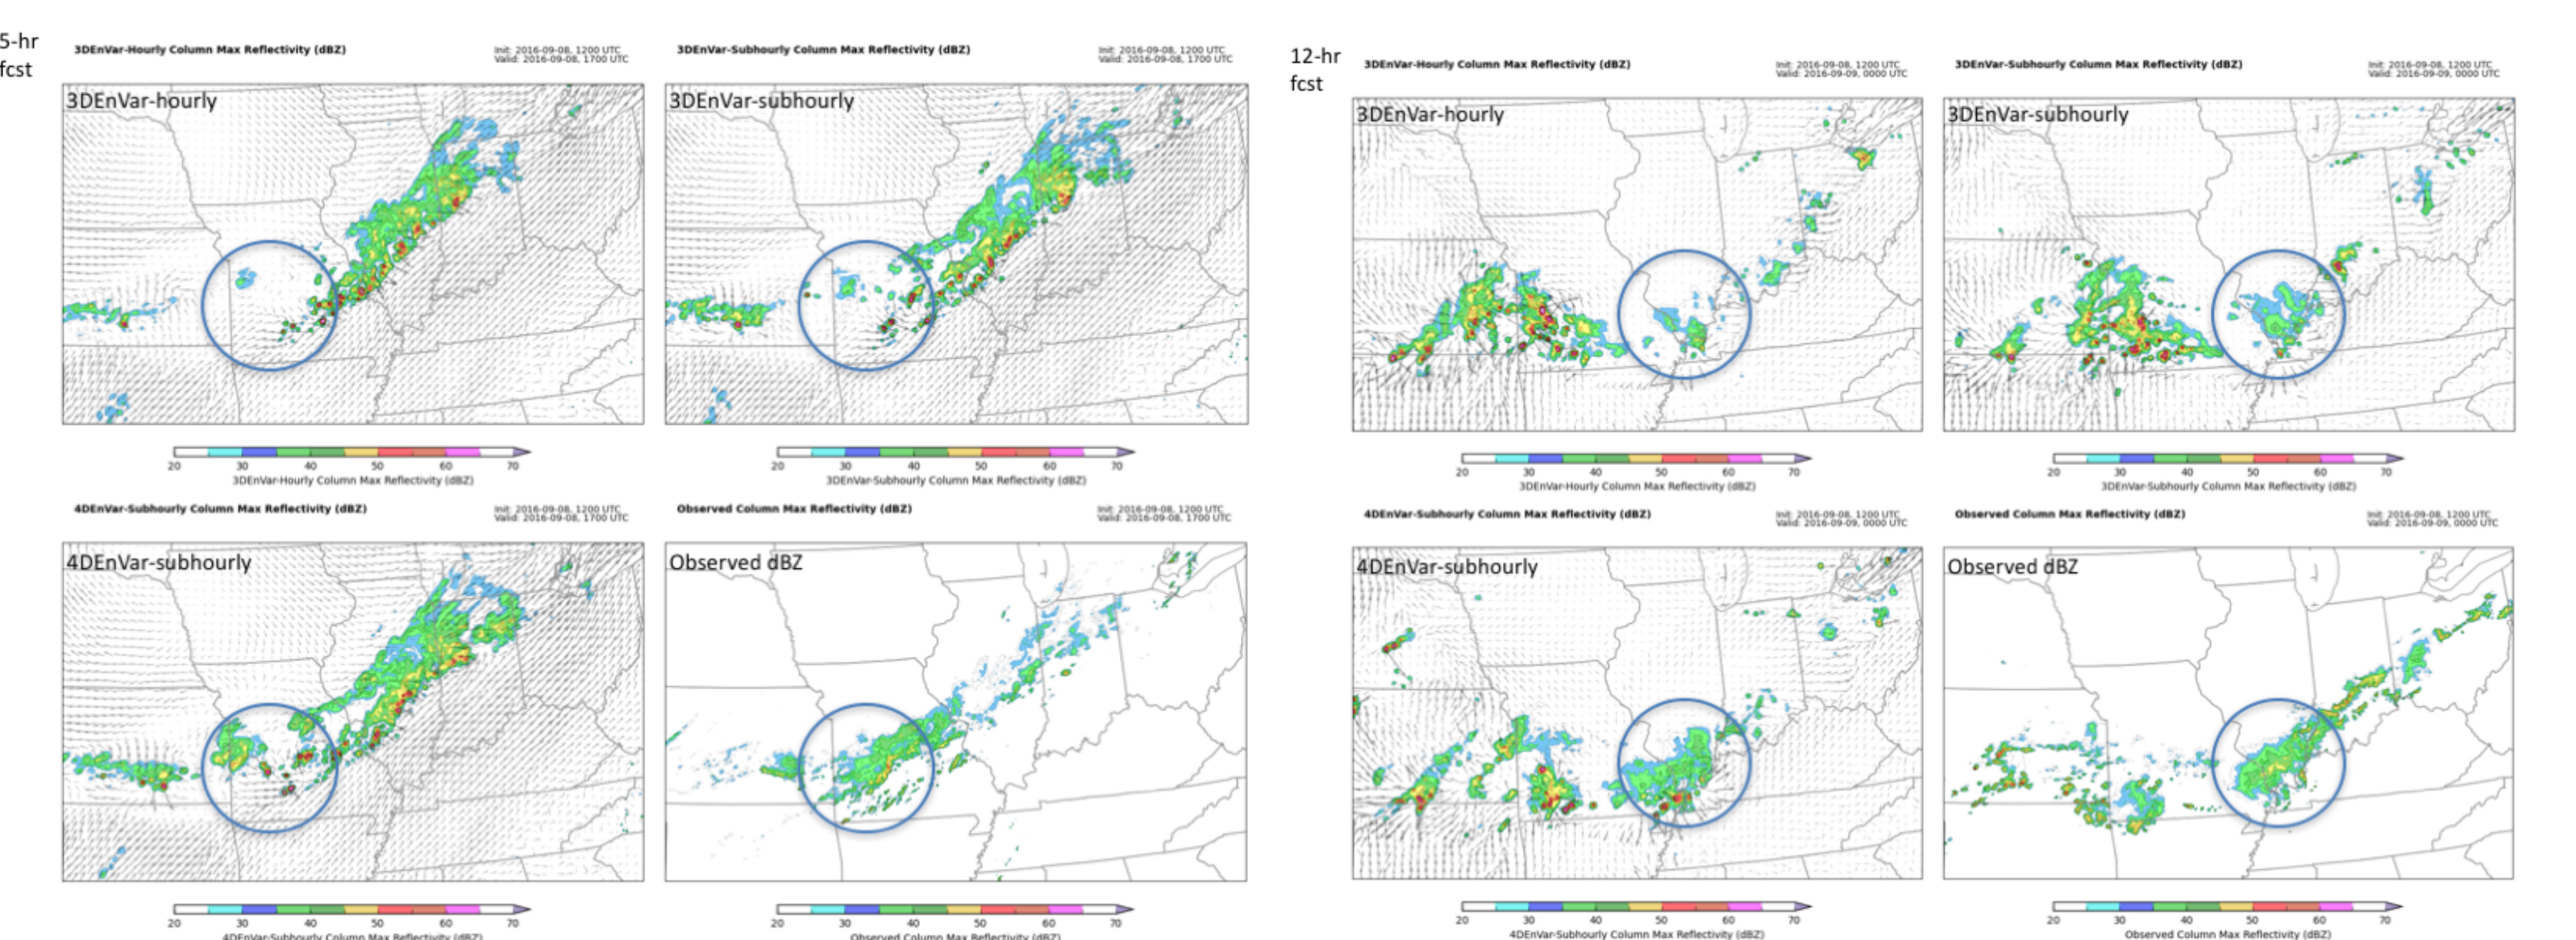 5-hr
fcst
3DEnVar-Hourly Column Max Reflectivity (dBZ)
Init: 2016-09-08, 1200 UTC
Valid: 2016-09-08, 1700 UTC
3DEnVar-hourly
20 30 40 50 60 70
3DEnVar-Hourly Column Max Reflectivity (dBZ)
3DEnVar-Subhourly Column Max Reflectivity (dBZ)
Init: 2016-09-08, 1200 UTC
Valid: 2016-09-08, 1700 UTC
3DEnVar-subhourly
20 30 40 50 60 70
3DEnVar-Subhourly Column Max Reflectivity (dBZ)
4DEnVar-Subhourly Column Max Reflectivity (dBZ)
Init: 2016-09-08, 1200 UTC
Valid: 2016-09-08, 1700 UTC
4DEnVar-subhourly
20 30 40 50 60 70
4DEnVar-Subhourly Column Max Reflectivity (dBZ)
Observed Column Max Reflectivity (dBZ)
Init: 2016-09-08, 1200 UTC
Valid: 2016-09-08, 1700 UTC
Observed dBZ
20 30 40 50 60 70
Observed Column Max Reflectivity (dBZ)
12-hr
fcst
3DEnVar-Hourly Column Max Reflectivity (dBZ)
Init: 2016-09-08, 1200 UTC
Valid: 2016-09-09, 0000 UTC
3DEnVar-hourly
20 30 40 50 60 70
3DEnVar-Hourly Column Max Reflectivity (dBZ)
3DEnVar-Subhourly Column Max Reflectivity (dBZ)
Init: 2016-09-08, 1200 UTC
Valid: 2016-09-09, 0000 UTC
3DEnVar-subhourly
20 30 40 50 60 70
3DEnVar-Subhourly Column Max Reflectivity (dBZ)
4DEnVar-Subhourly Column Max Reflectivity (dBZ)
Init: 2016-09-08, 1200 UTC
Valid: 2016-09-09, 0000 UTC
4DEnVar-subhourly
20 30 40 50 60 70
4DEnVar-Subhourly Column Max Reflectivity (dBZ)
Observed Column Max Reflectivity (dBZ)
Init: 2016-09-08, 1200 UTC
Valid: 2016-09-09, 0000 UTC
Observed dBZ
20 30 40 50 60 70
Observed Column Max Reflectivity (dBZ)